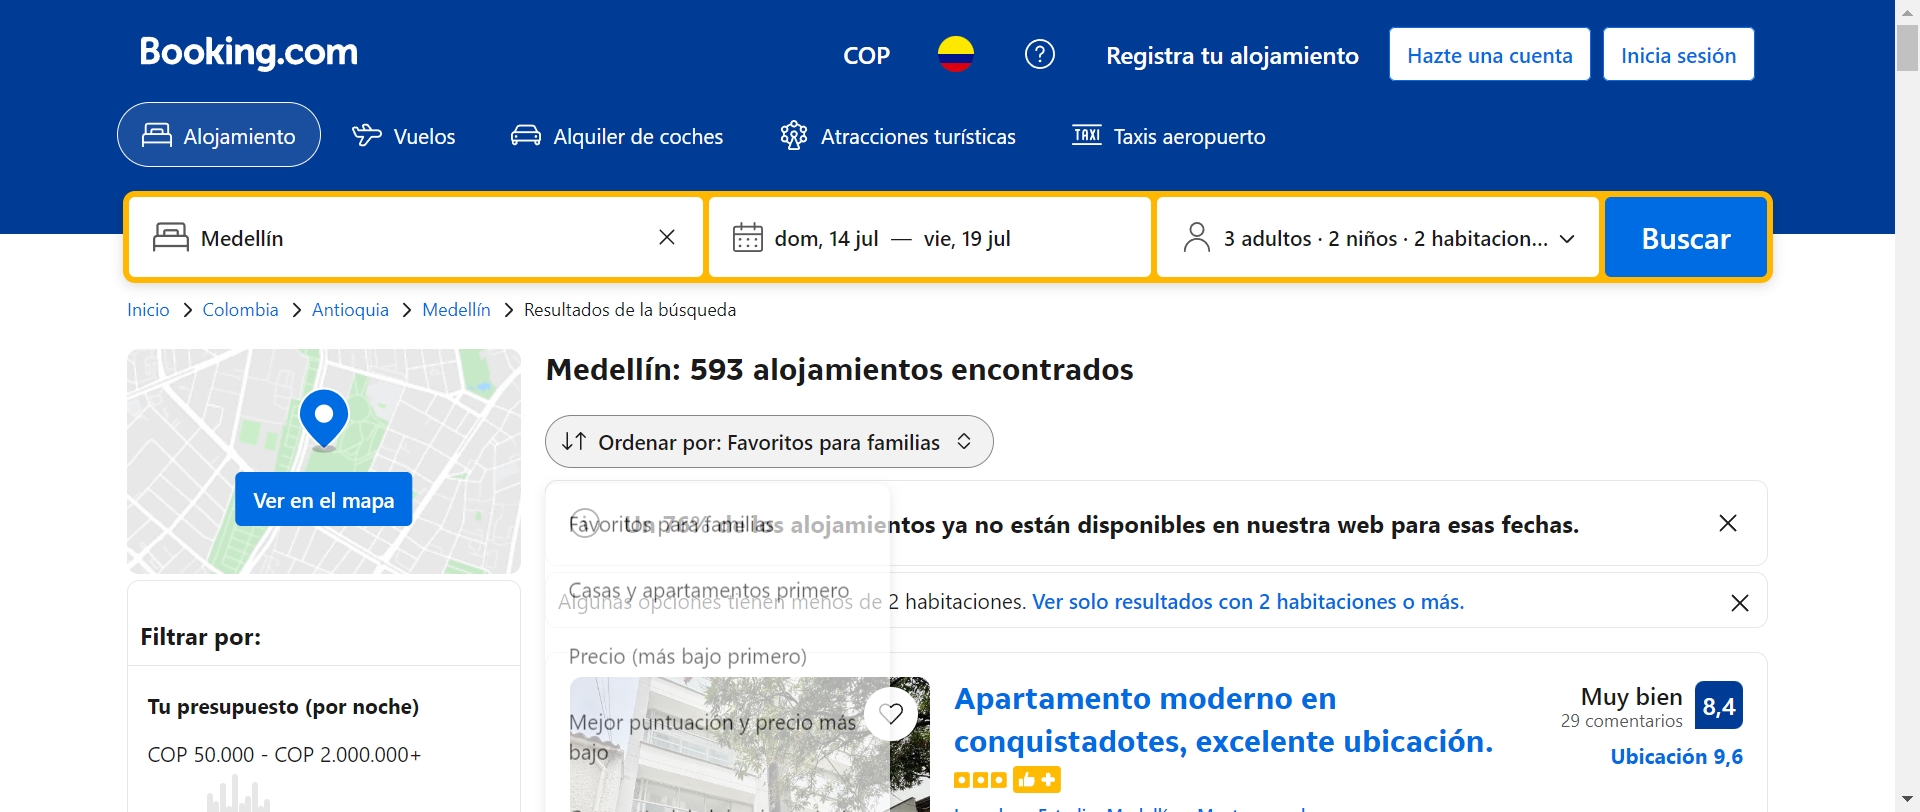 Booking.com
COP
Registra tu alojamiento
Hazte una cuenta
Inicia sesión
Alojamiento
Vuelos
Alquiler de coches
Atracciones turísticas
TAXI Taxis aeropuerto
Medellín
dom, 14 jul — vie, 19 jul
3 adultos · 2 niños · 2 habitacion...
Buscar
Inicio > Colombia > Antioquia > Medellín > Resultados de la búsqueda
Ver en el mapa
Filtrar por:
Tu presupuesto (por noche)
COP 50.000 - COP 2.000.000+
Medellín: 593 alojamientos encontrados
Ordenar por: Favoritos para familias
Favoritos para familias
Un 76% de los alojamientos ya no están disponibles en nuestra web para esas fechas.
Casas y apartamentos primero
Algunas opciones tienen menos de 2 habitaciones. Ver solo resultados con 2 habitaciones o más.
Precio (más bajo primero)
Mejor puntuación y precio más
bajo
Apartamento moderno en
conquistadotes, excelente ubicación.
Muy bien
29 comentarios
8,4
Ubicación 9,6